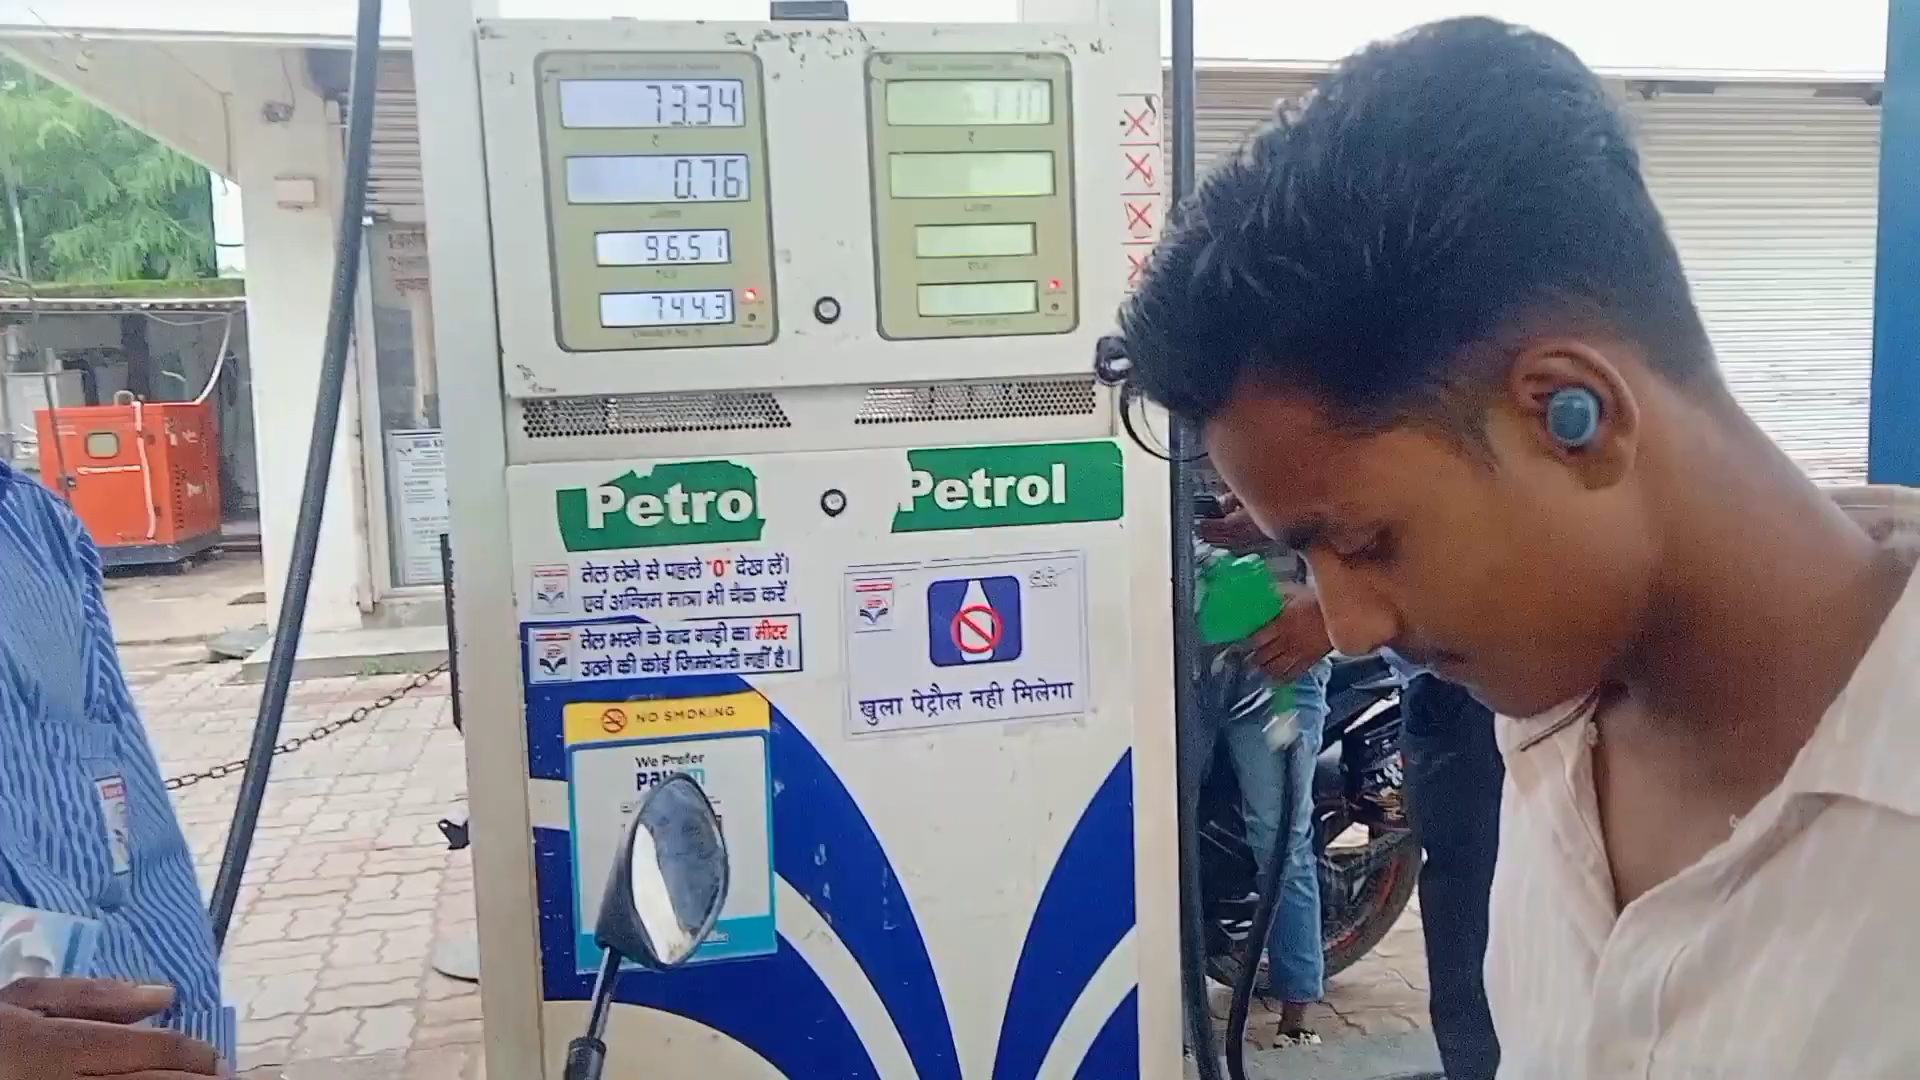 73.34
₹
0.76
96.51
744.3
Petrol
Petrol
तेल लेने से पहले "0" देख लें।
एवं अन्तिम मात्रा भी चैक करें
तेल भरने के बाद गाड़ी का मीटर
उठने की कोई जिम्मेदारी नहीं है।
खुला पेट्रौल नही मिलेगा
NO SMOKING
We Prefer